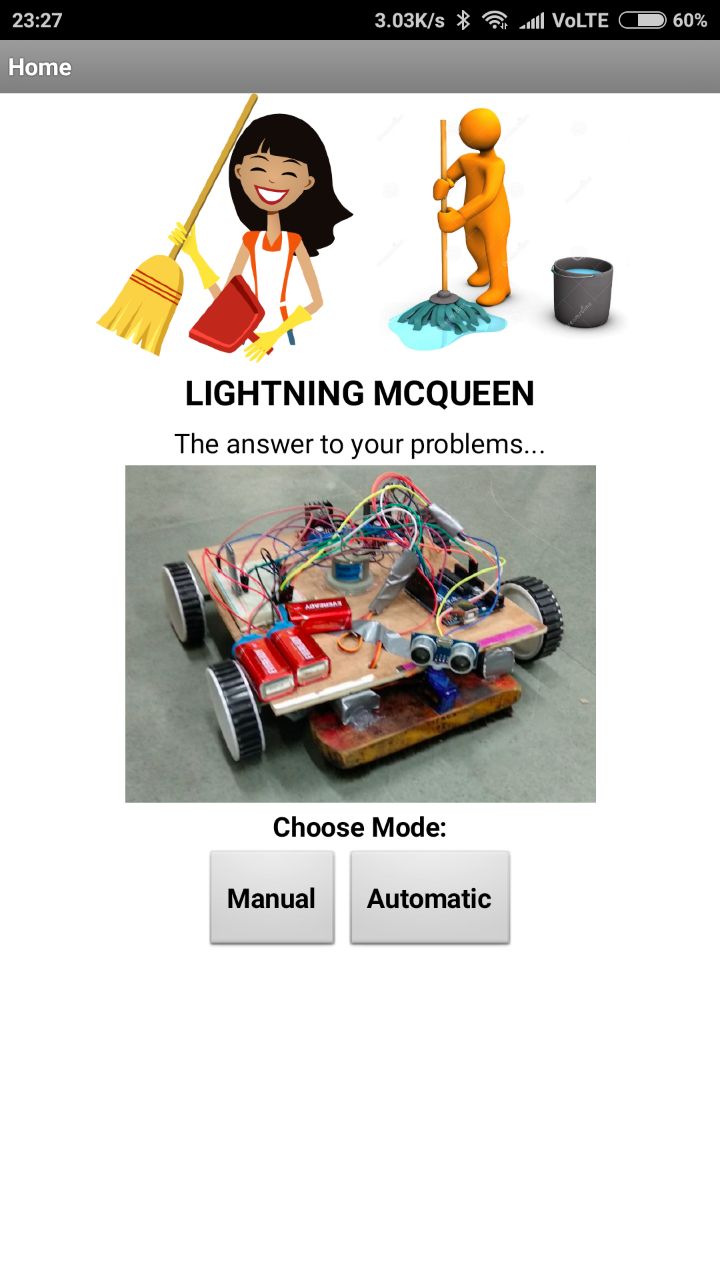 23:27 3.03K/s VoLTE 60%
Home
LIGHTNING MCQUEEN
The answer to your problems...
EVEREADY
Choose Mode:
Manual Automatic